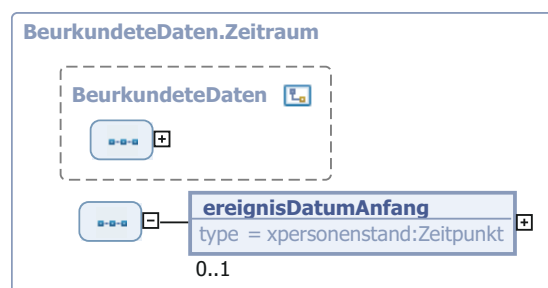 BeurkundeteDaten.Zeitraum
BeurkundeteDaten
ereignisDatumAnfang
type = xpersonenstand:Zeitpunkt
0..1